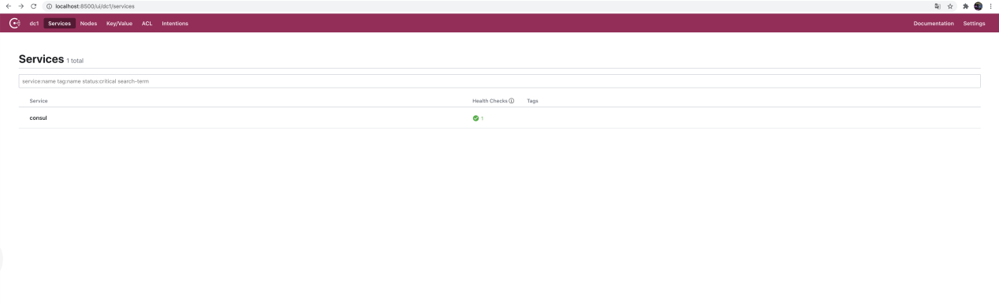 localhost:8500/ui/dc1/services
dc1 Services Nodes Key/Value ACL Intentions Documentation Settings
Services 1 total
service:name tag:name status:critical search-term
Service Health Checks Tags
consul 1